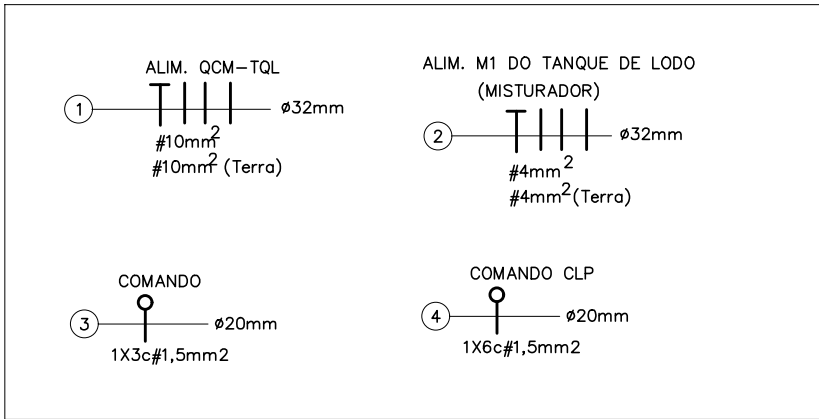 ALIM. QCM-TQL
1
ø32mm
#10mm²
#10mm² (Terra)
ALIM. M1 DO TANQUE DE LODO
(MISTURADOR)
2
ø32mm
#4mm²
#4mm² (Terra)
COMANDO
3
ø20mm
1X3c#1,5mm2
COMANDO CLP
4
ø20mm
1X6c#1,5mm2